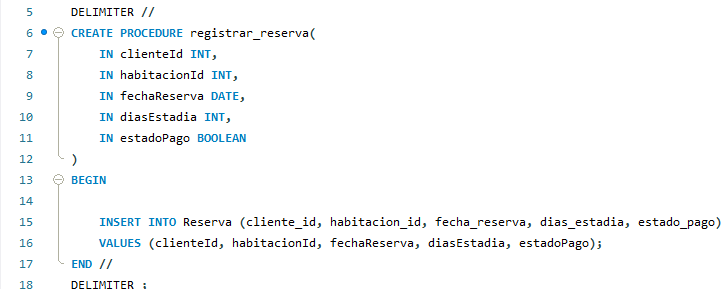 5 DELIMITER //
6 CREATE PROCEDURE registrar_reserva(
7 IN clienteId INT,
8 IN habitacionId INT,
9 IN fechaReserva DATE,
10 IN diasEstadia INT,
11 IN estadoPago BOOLEAN
12 )
13 BEGIN
14
15 INSERT INTO Reserva (cliente_id, habitacion_id, fecha_reserva, dias_estadia, estado_pago)
16 VALUES (clienteId, habitacionId, fechaReserva, diasEstadia, estadoPago);
17 END //
18 DELIMITER ;